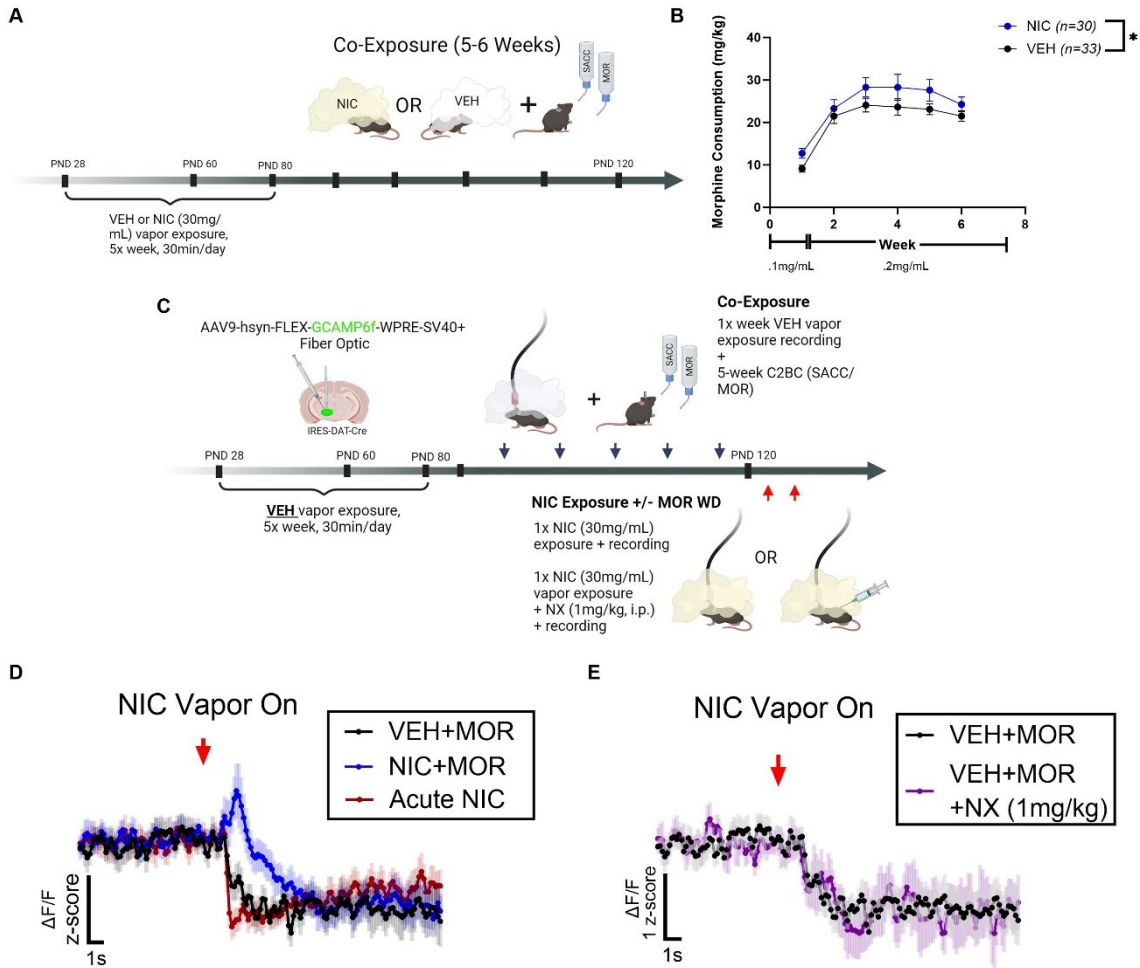 A
Co-Exposure (5-6 Weeks)
NIC
OR
VEH
+
SACC
MOR
PND 28
PND 60
PND 80
PND 120
VEH or NIC (30mg/
mL) vapor exposure,
5x week, 30min/day
B
NIC (n=30)
VEH (n=33)
*
Morphine Consumption (mg/kg)
40
30
20
10
0
0
2
4
6
8
Week
.1mg/mL
.2mg/mL
C
AAV9-hsyn-FLEX-GCAMP6f-WPRE-SV40+
Fiber Optic
IRES-DAT-Cre
+
SACC
MOR
Co-Exposure
1x week VEH vapor
exposure recording
+
5-week C2BC (SACC/
MOR)
PND 28
PND 60
PND 80
PND 120
VEH vapor exposure,
5x week, 30min/day
NIC Exposure +/- MOR WD
1x NIC (30mg/mL)
exposure + recording
1x NIC (30mg/mL)
vapor exposure
+ NX (1mg/kg, i.p.)
+ recording
OR
D
NIC Vapor On
VEH+MOR
NIC+MOR
Acute NIC
ΔF/F
z-score
1s
E
NIC Vapor On
VEH+MOR
VEH+MOR
+NX (1mg/kg)
ΔF/F
1 z-score
1s